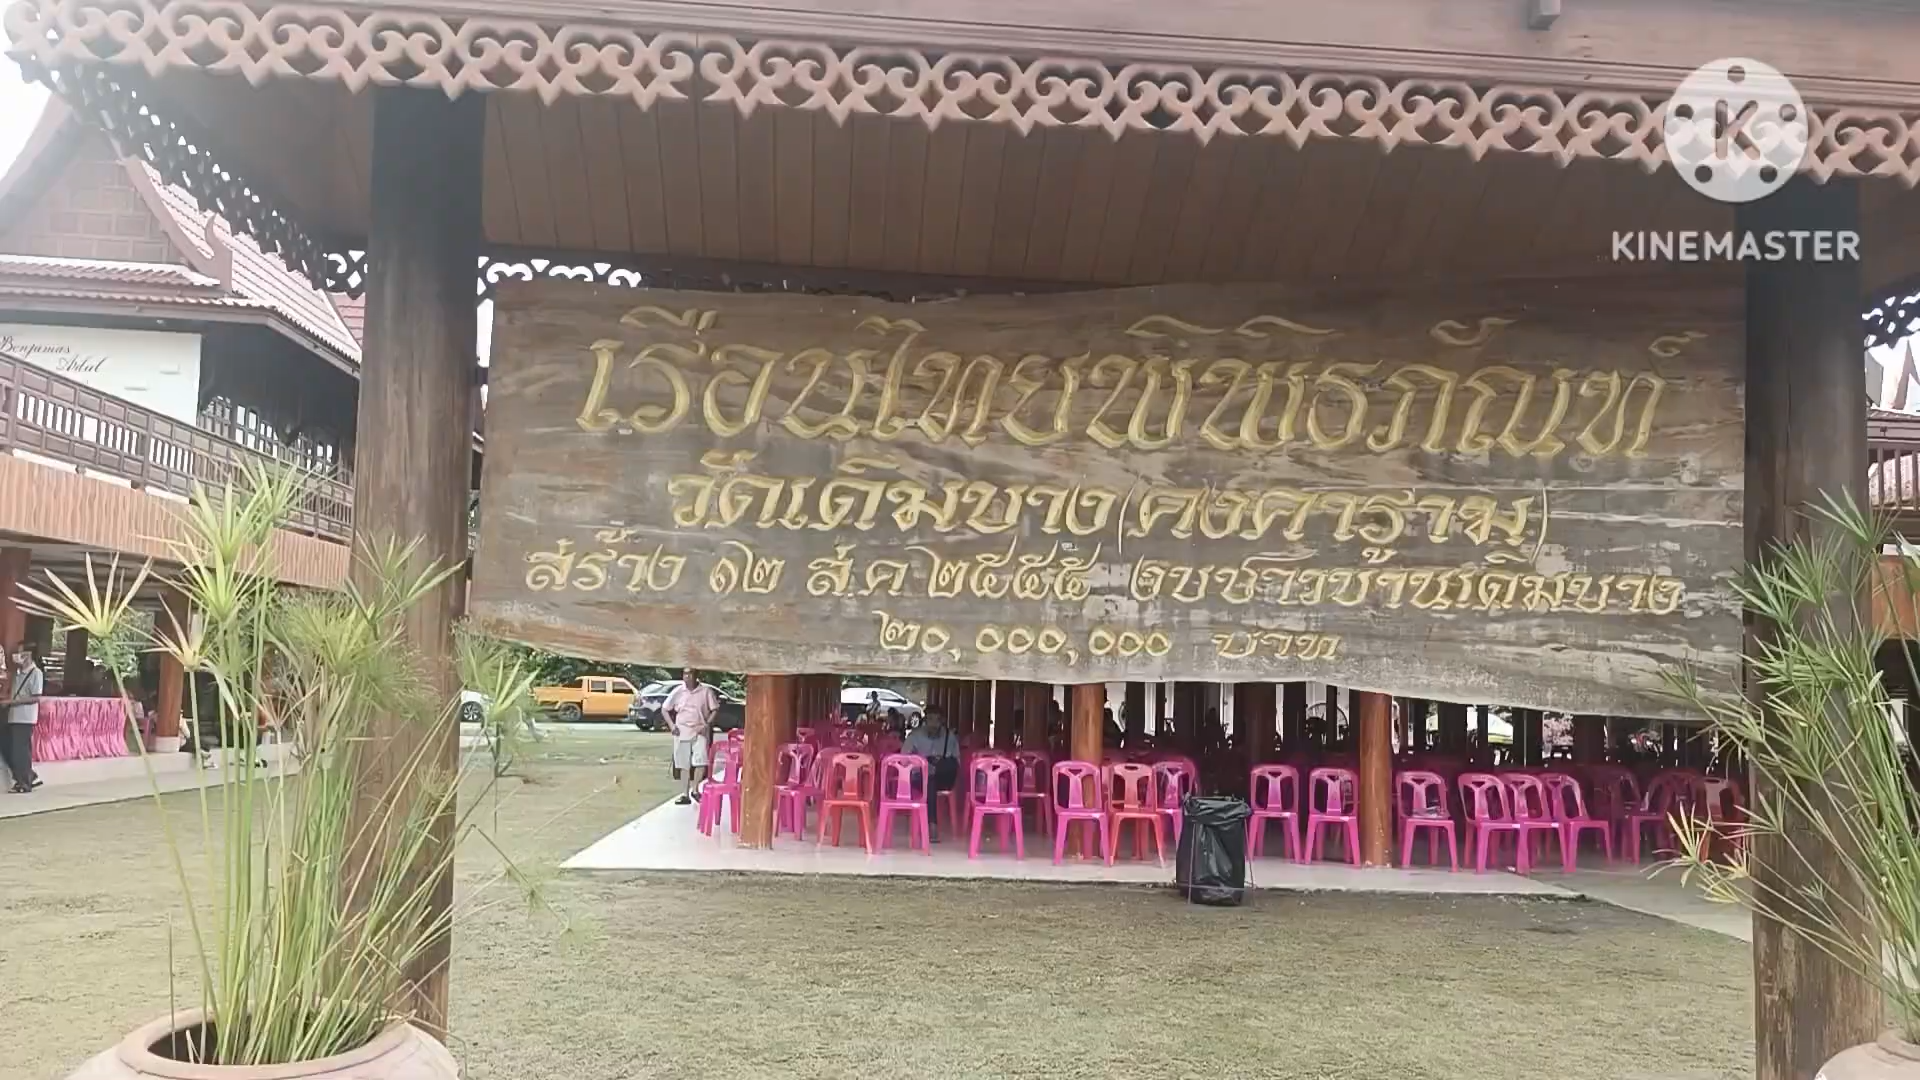 KINEMASTER
Benjamas
Adul
เรือนไทยพิพิธภัณฑ์
วัดเดิมบาง(คงคาราม)
สร้าง ๑๒ ส.ค ๒๕๕๕ งบชาวบ้านเดิมบาง
๒๐,๐๐๐,๐๐๐ บาท